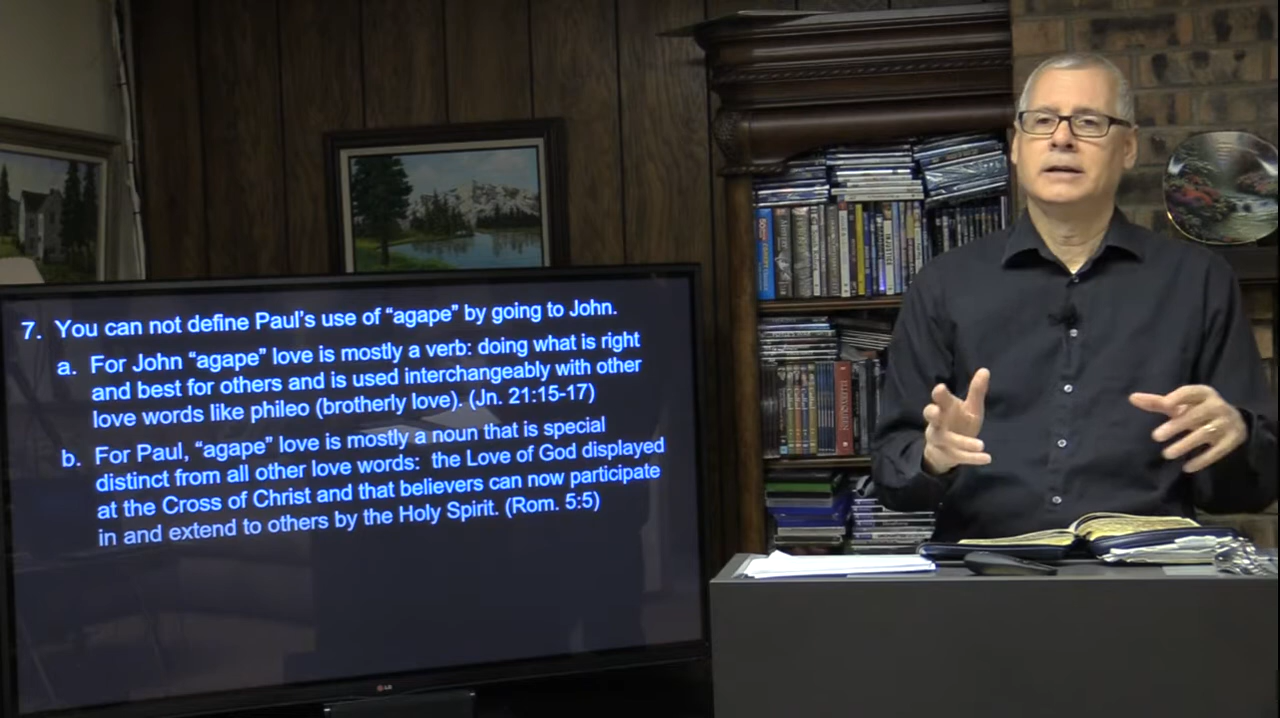 7. You can not define Paul's use of "agape" by going to John.
a. For John "agape" love is mostly a verb: doing what is right
and best for others and is used interchangeably with other
love words like phileo (brotherly love). (Jn. 21:15-17)
b. For Paul, "agape" love is mostly a noun that is special
distinct from all other love words: the Love of God displayed
at the Cross of Christ and that believers can now participate
in and extend to others by the Holy Spirit. (Rom. 5:5)
LG